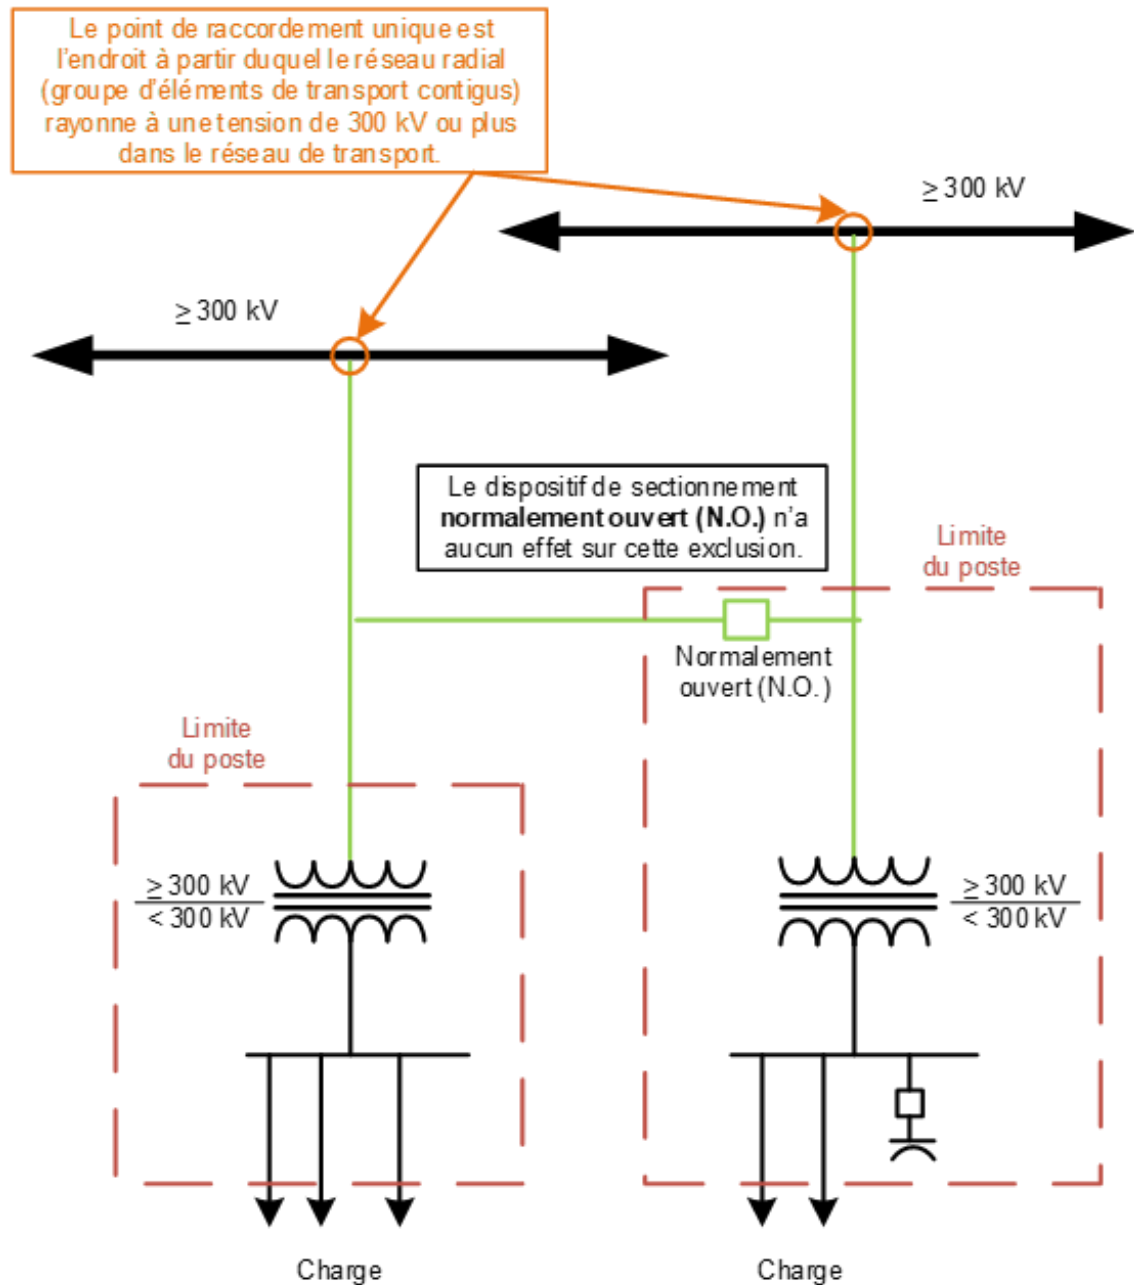 Le point de raccordement unique est
l'endroit à partir duquel le réseau radial
(groupe d'éléments de transport contigus)
rayonne à une tension de 300 kV ou plus
dans le réseau de transport.
≥ 300 kV
≥ 300 kV
Le dispositif de sectionnement
normalement ouvert (N.O.) n'a
aucun effet sur cette exclusion.
Limite
du poste
Normalement
ouvert (N.O.)
Limite
du poste
≥ 300 kV
< 300 kV
≥ 300 kV
< 300 kV
Charge
Charge